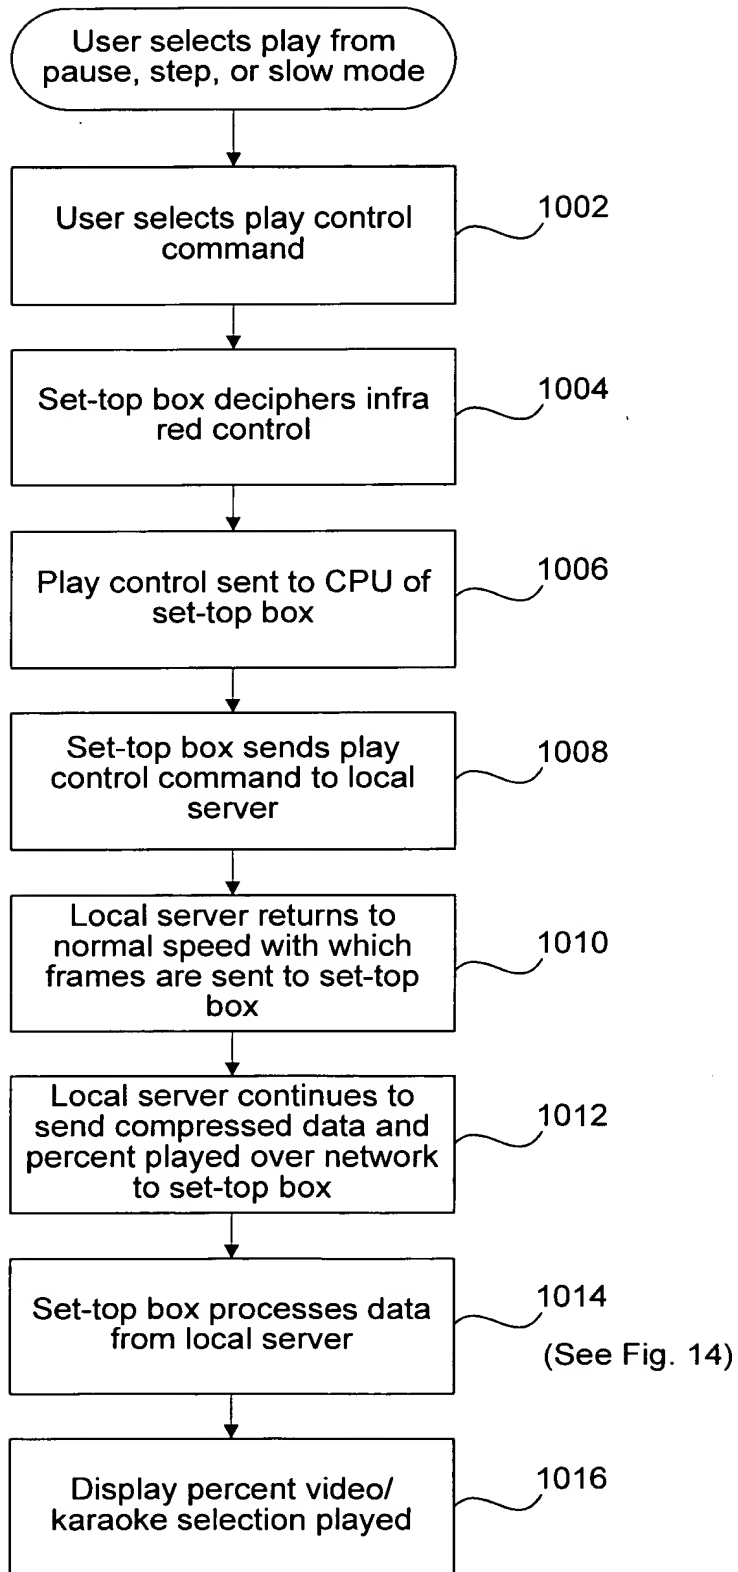 User selects play from
pause, step, or slow mode
User selects play control
command
1002
Set-top box deciphers infra
red control
1004
Play control sent to CPU of
set-top box
1006
Set-top box sends play
control command to local
server
1008
Local server returns to
normal speed with which
frames are sent to set-top
box
1010
Local server continues to
send compressed data and
percent played over network
to set-top box
1012
Set-top box processes data
from local server
1014
(See Fig. 14)
Display percent video/
karaoke selection played
1016